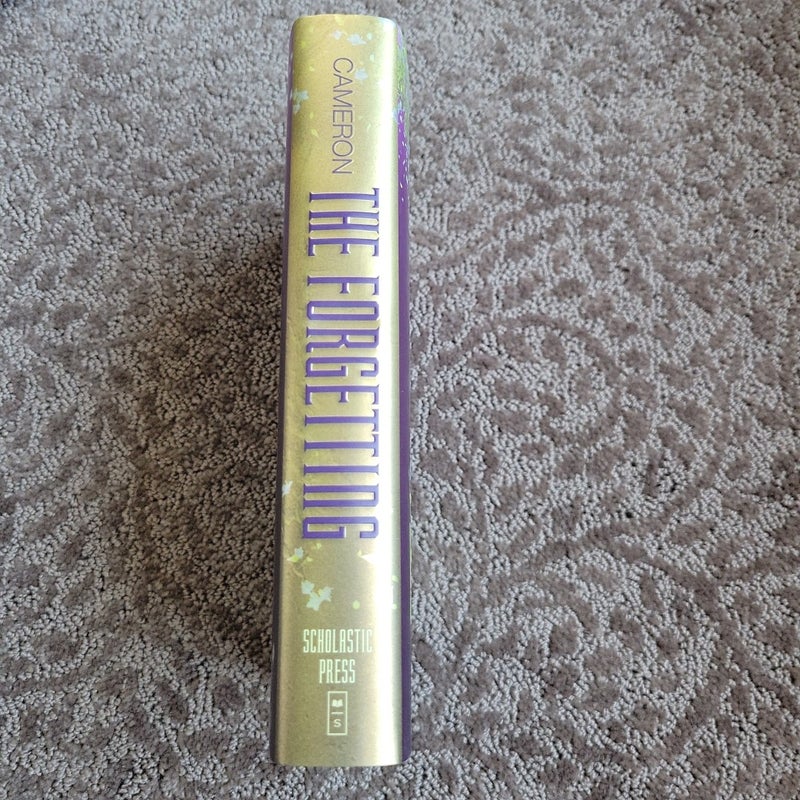 CAMERON
THE FORGETTING
SCHOLASTIC
PRESS
S